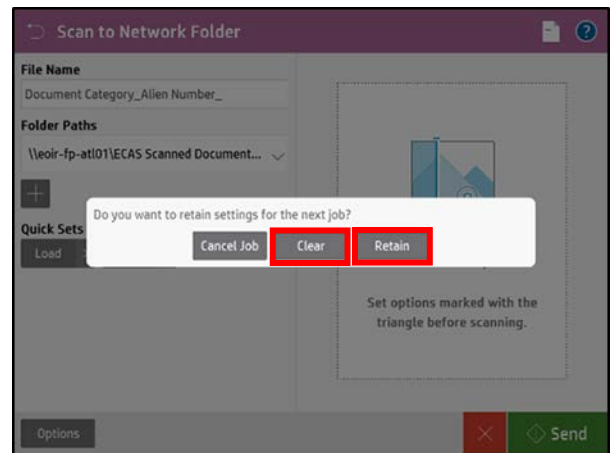 Scan to Network Folder
?
File Name
Document Category_Alien Number_
Folder Paths
\\eoir-fp-atl01\ECAS Scanned Document...
Do you want to retain settings for the next job?
Quick Sets
Load
Cancel Job
Clear
Retain
Set options marked with the
triangle before scanning.
Options
Send